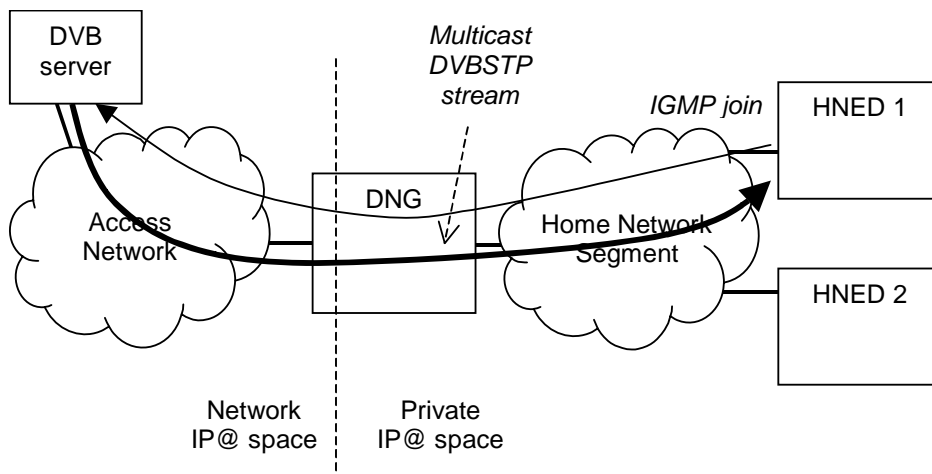 DVB
server
Multicast
DVBSTP
stream
IGMP join
HNED 1
DNG
Access
Network
Home Network
Segment
HNED 2
Network
IP@ space
Private
IP@ space